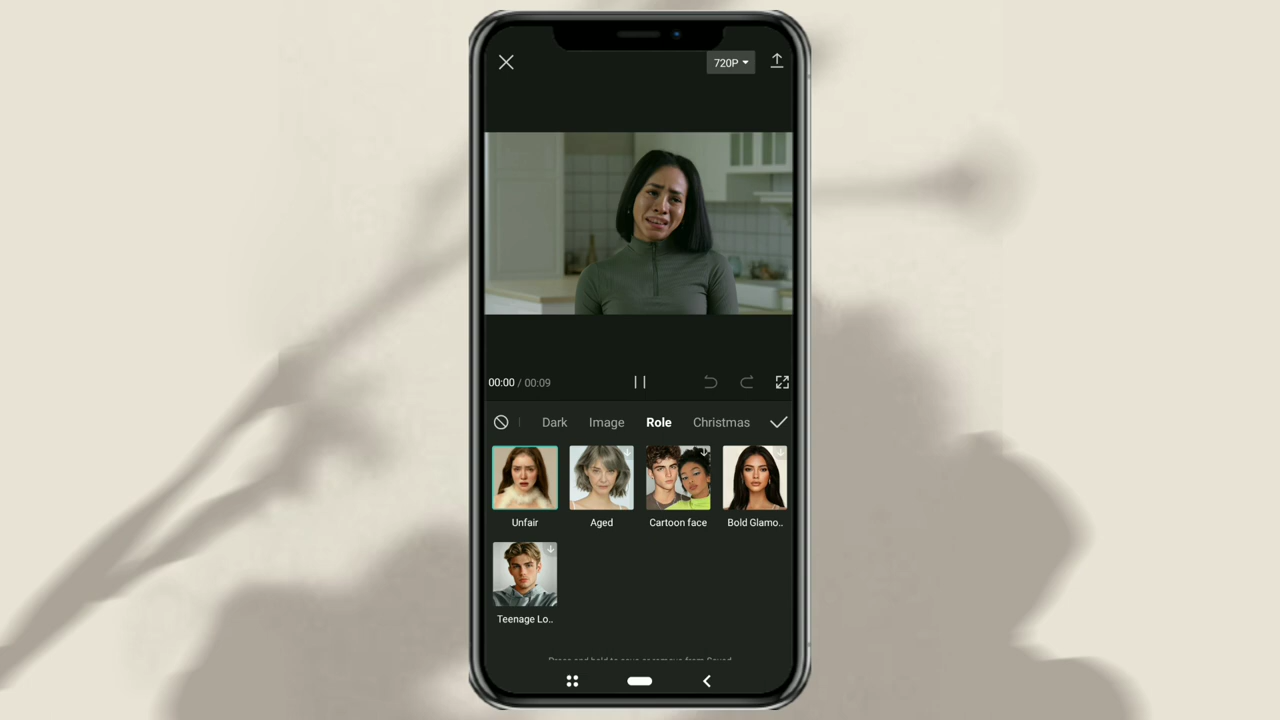 720P
00:00 / 00:09
Dark Image Role Christmas
Unfair Aged Cartoon face Bold Glamo..
Teenage Lo..